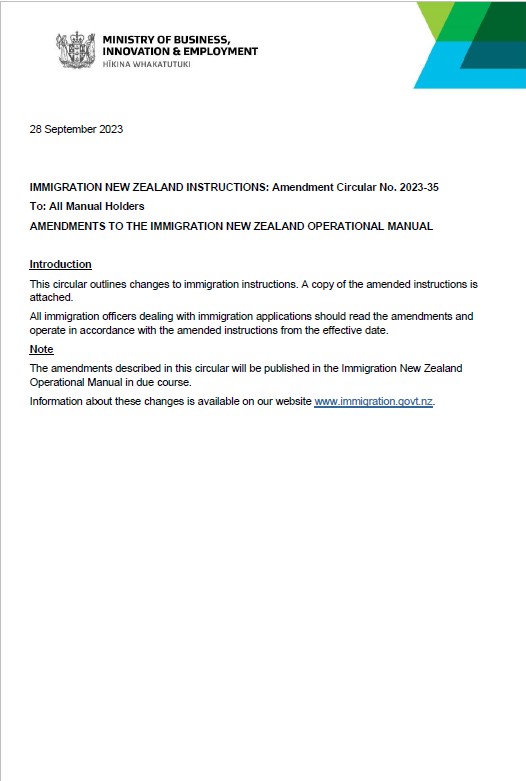 MINISTRY OF BUSINESS,
INNOVATION & EMPLOYMENT
HĪKINA WHAKATUTUKI
28 September 2023
IMMIGRATION NEW ZEALAND INSTRUCTIONS: Amendment Circular No. 2023-35
To: All Manual Holders
AMENDMENTS TO THE IMMIGRATION NEW ZEALAND OPERATIONAL MANUAL
Introduction
This circular outlines changes to immigration instructions. A copy of the amended instructions is
attached.
All immigration officers dealing with immigration applications should read the amendments and
operate in accordance with the amended instructions from the effective date.
Note
The amendments described in this circular will be published in the Immigration New Zealand
Operational Manual in due course.
Information about these changes is available on our website www.immigration.govt.nz.